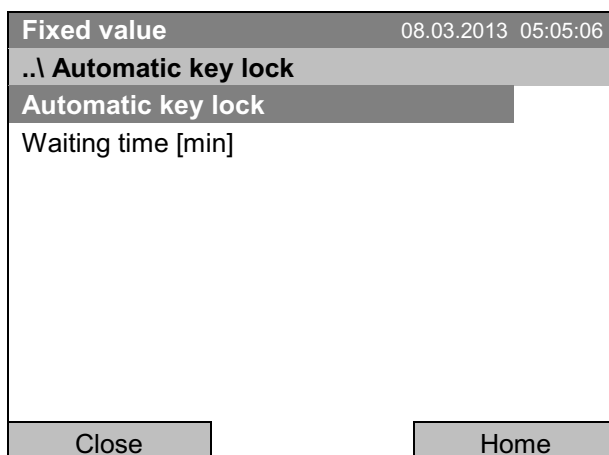 Fixed value 08.03.2013 05:05:06
..\ Automatic key lock
Automatic key lock
Waiting time [min]
Close Home